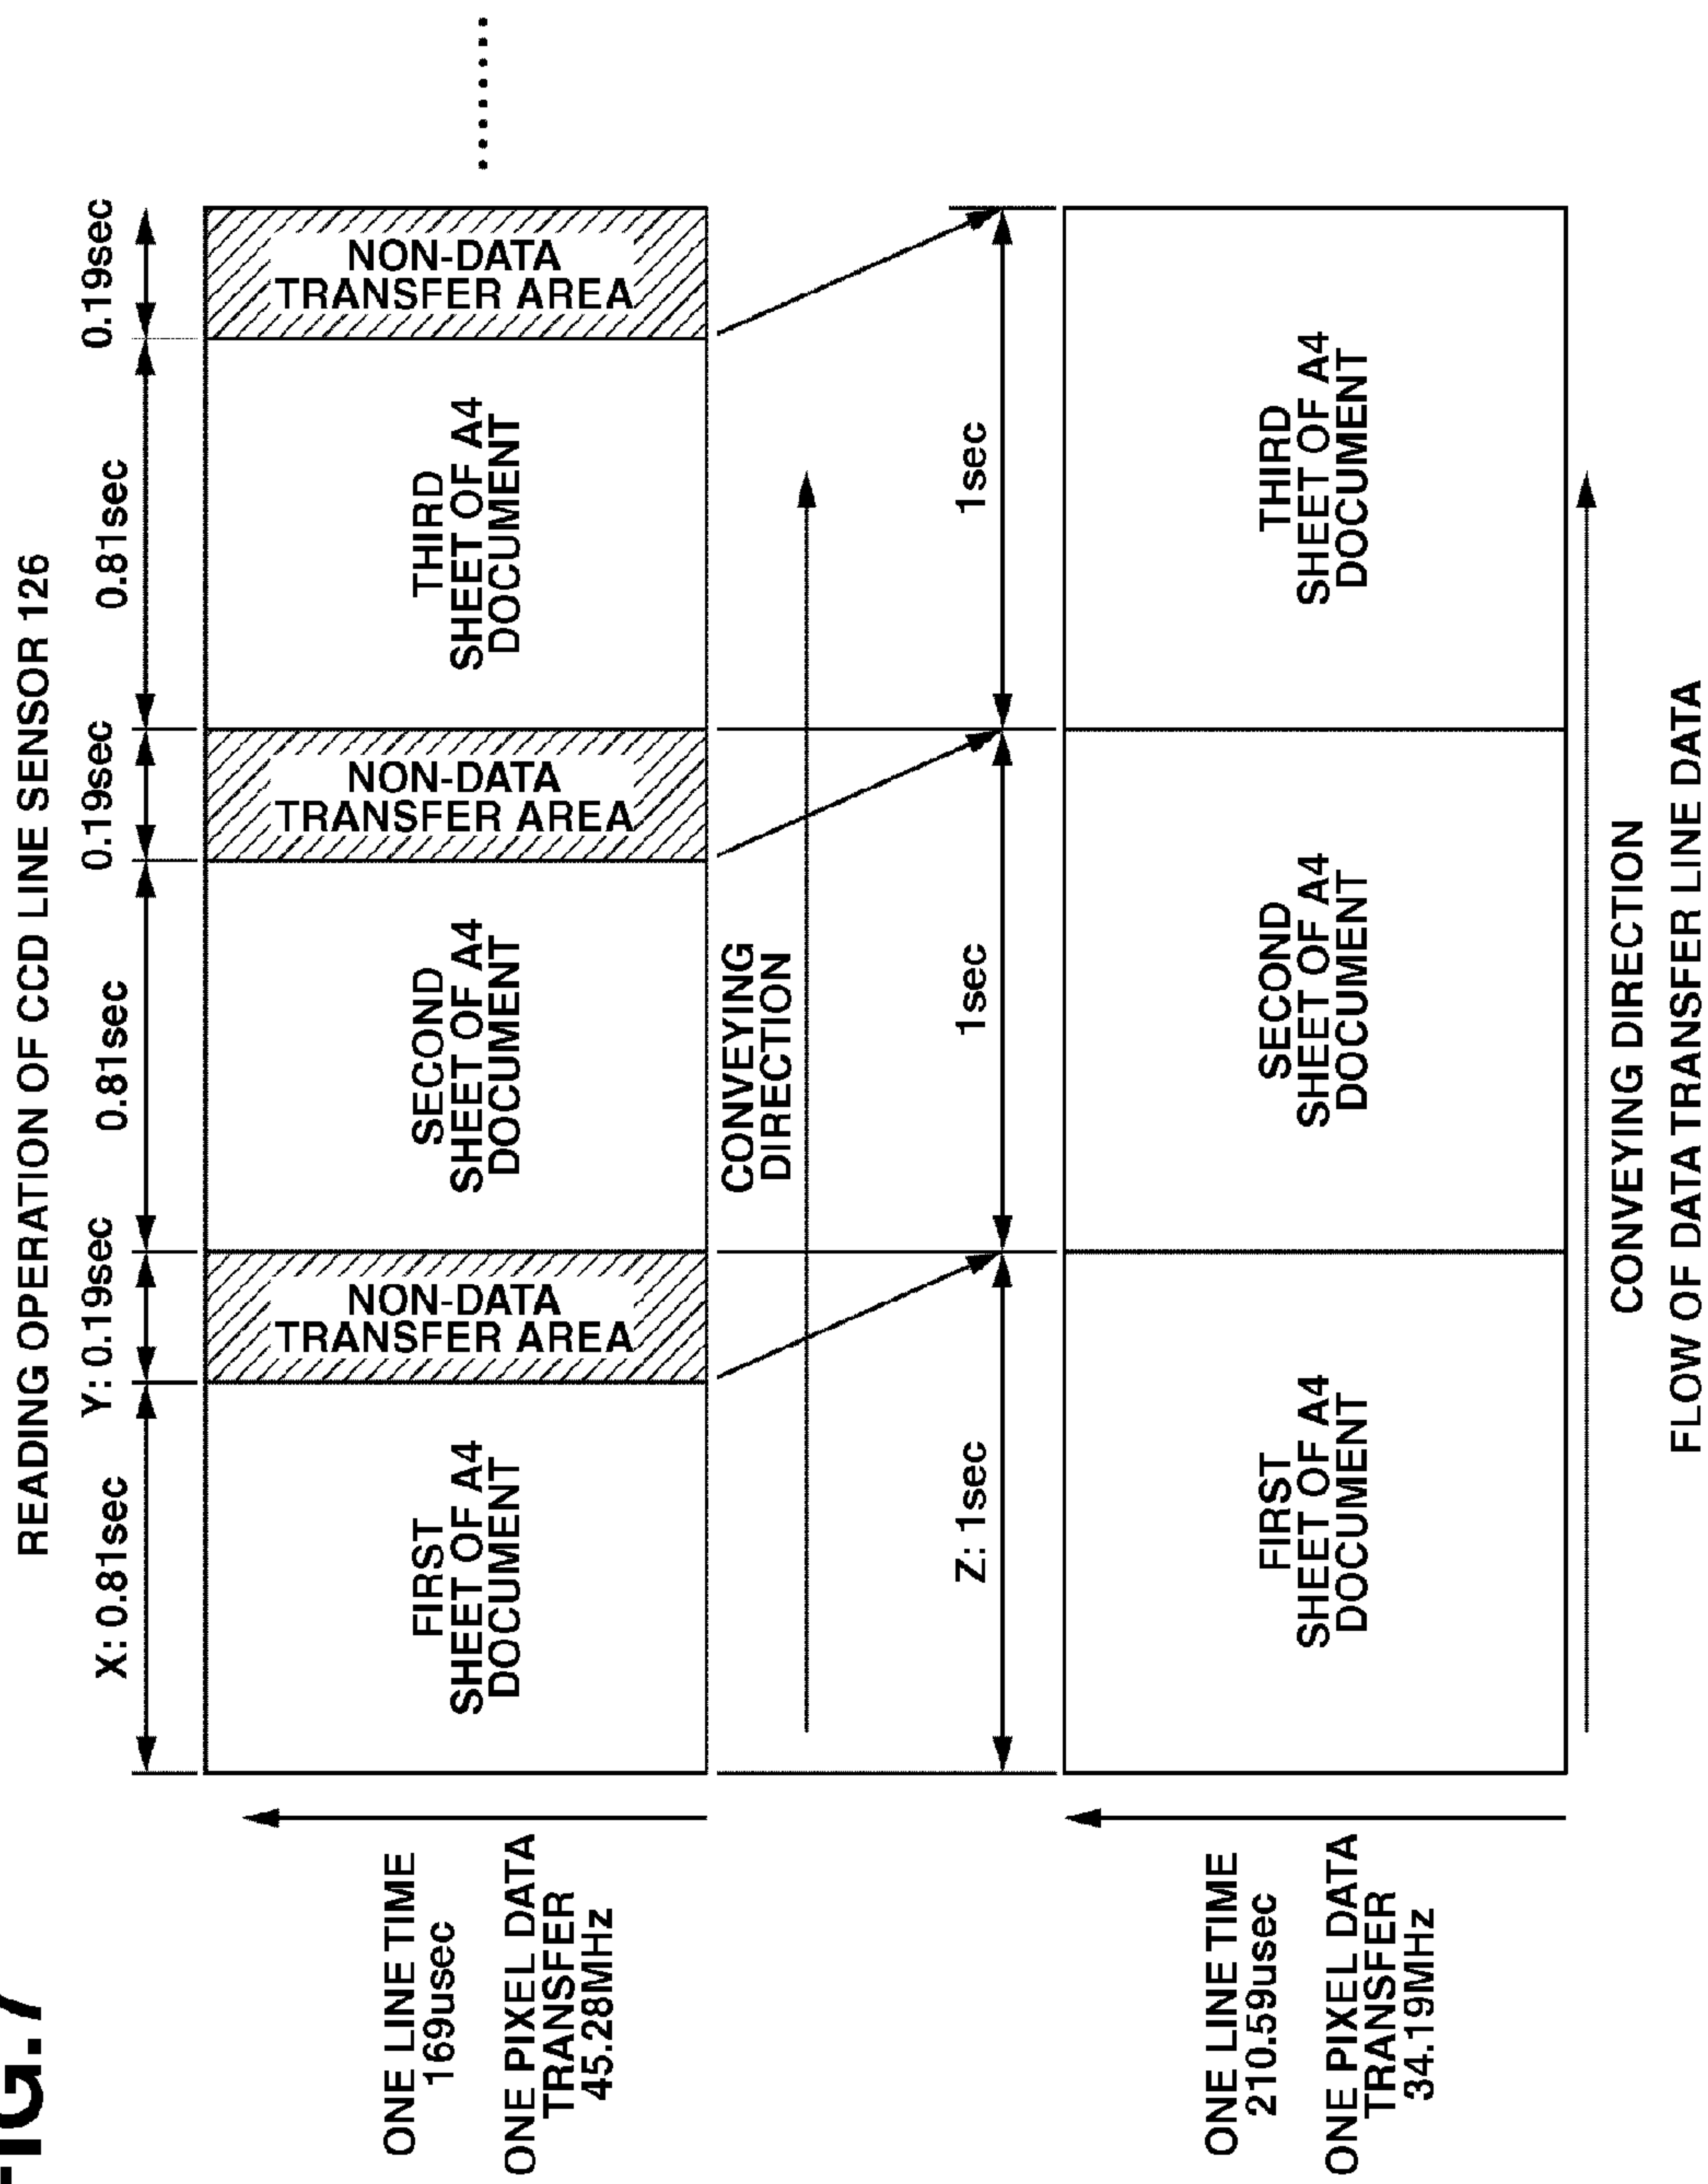 FIG.7
READING OPERATION OF CCD LINE SENSOR 126
X: 0.81sec
Y: 0.19sec
0.81sec
0.19sec
0.81sec
0.19sec
ONE LINE TIME
169usec
ONE PIXEL DATA
TRANSFER
45.28MHz
FIRST
SHEET OF A4
DOCUMENT
NON-DATA
TRANSFER AREA
SECOND
SHEET OF A4
DOCUMENT
NON-DATA
TRANSFER AREA
THIRD
SHEET OF A4
DOCUMENT
NON-DATA
TRANSFER AREA
........
CONVEYING
DIRECTION
Z: 1sec
1sec
1sec
ONE LINE TIME
210.59usec
ONE PIXEL DATA
TRANSFER
34.19MHz
FIRST
SHEET OF A4
DOCUMENT
SECOND
SHEET OF A4
DOCUMENT
THIRD
SHEET OF A4
DOCUMENT
CONVEYING DIRECTION
FLOW OF DATA TRANSFER LINE DATA